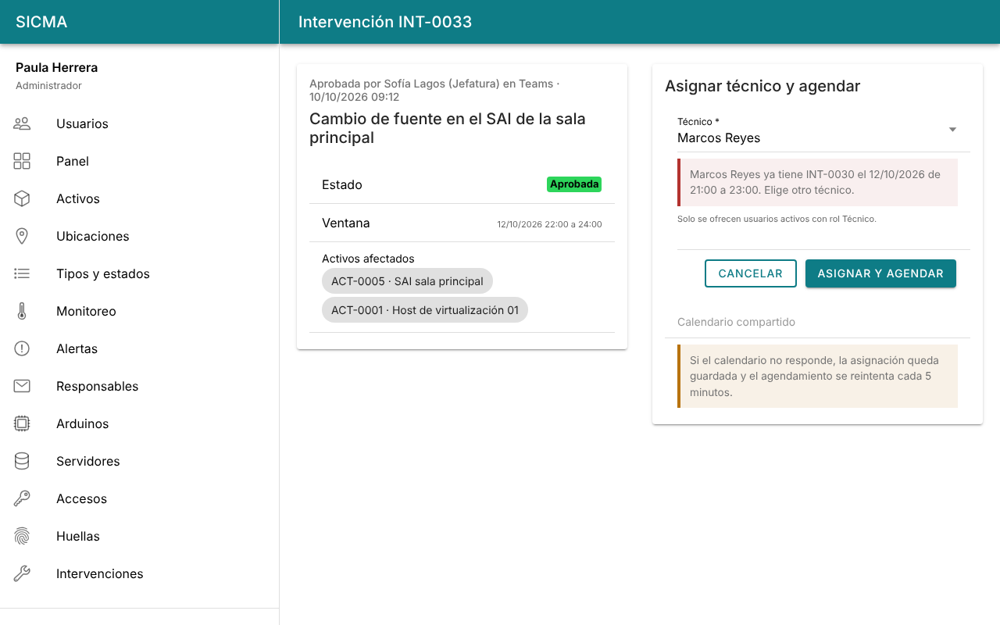 SICMA
Intervención INT-0033
Paula Herrera
Administrador
Usuarios
Panel
Activos
Ubicaciones
Tipos y estados
Monitoreo
Alertas
Responsables
Arduinos
Servidores
Accesos
Huellas
Intervenciones
Aprobada por Sofía Lagos (Jefatura) en Teams ·
10/10/2026 09:12
Cambio de fuente en el SAI de la sala
principal
Estado
Aprobada
Ventana
12/10/2026 22:00 a 24:00
Activos afectados
ACT-0005 · SAI sala principal
ACT-0001 · Host de virtualización 01
Asignar técnico y agendar
Técnico *
Marcos Reyes
Marcos Reyes ya tiene INT-0030 el 12/10/2026 de
21:00 a 23:00. Elige otro técnico.
Solo se ofrecen usuarios activos con rol Técnico.
CANCELAR
ASIGNAR Y AGENDAR
Calendario compartido
Si el calendario no responde, la asignación queda
guardada y el agendamiento se reintenta cada 5
minutos.